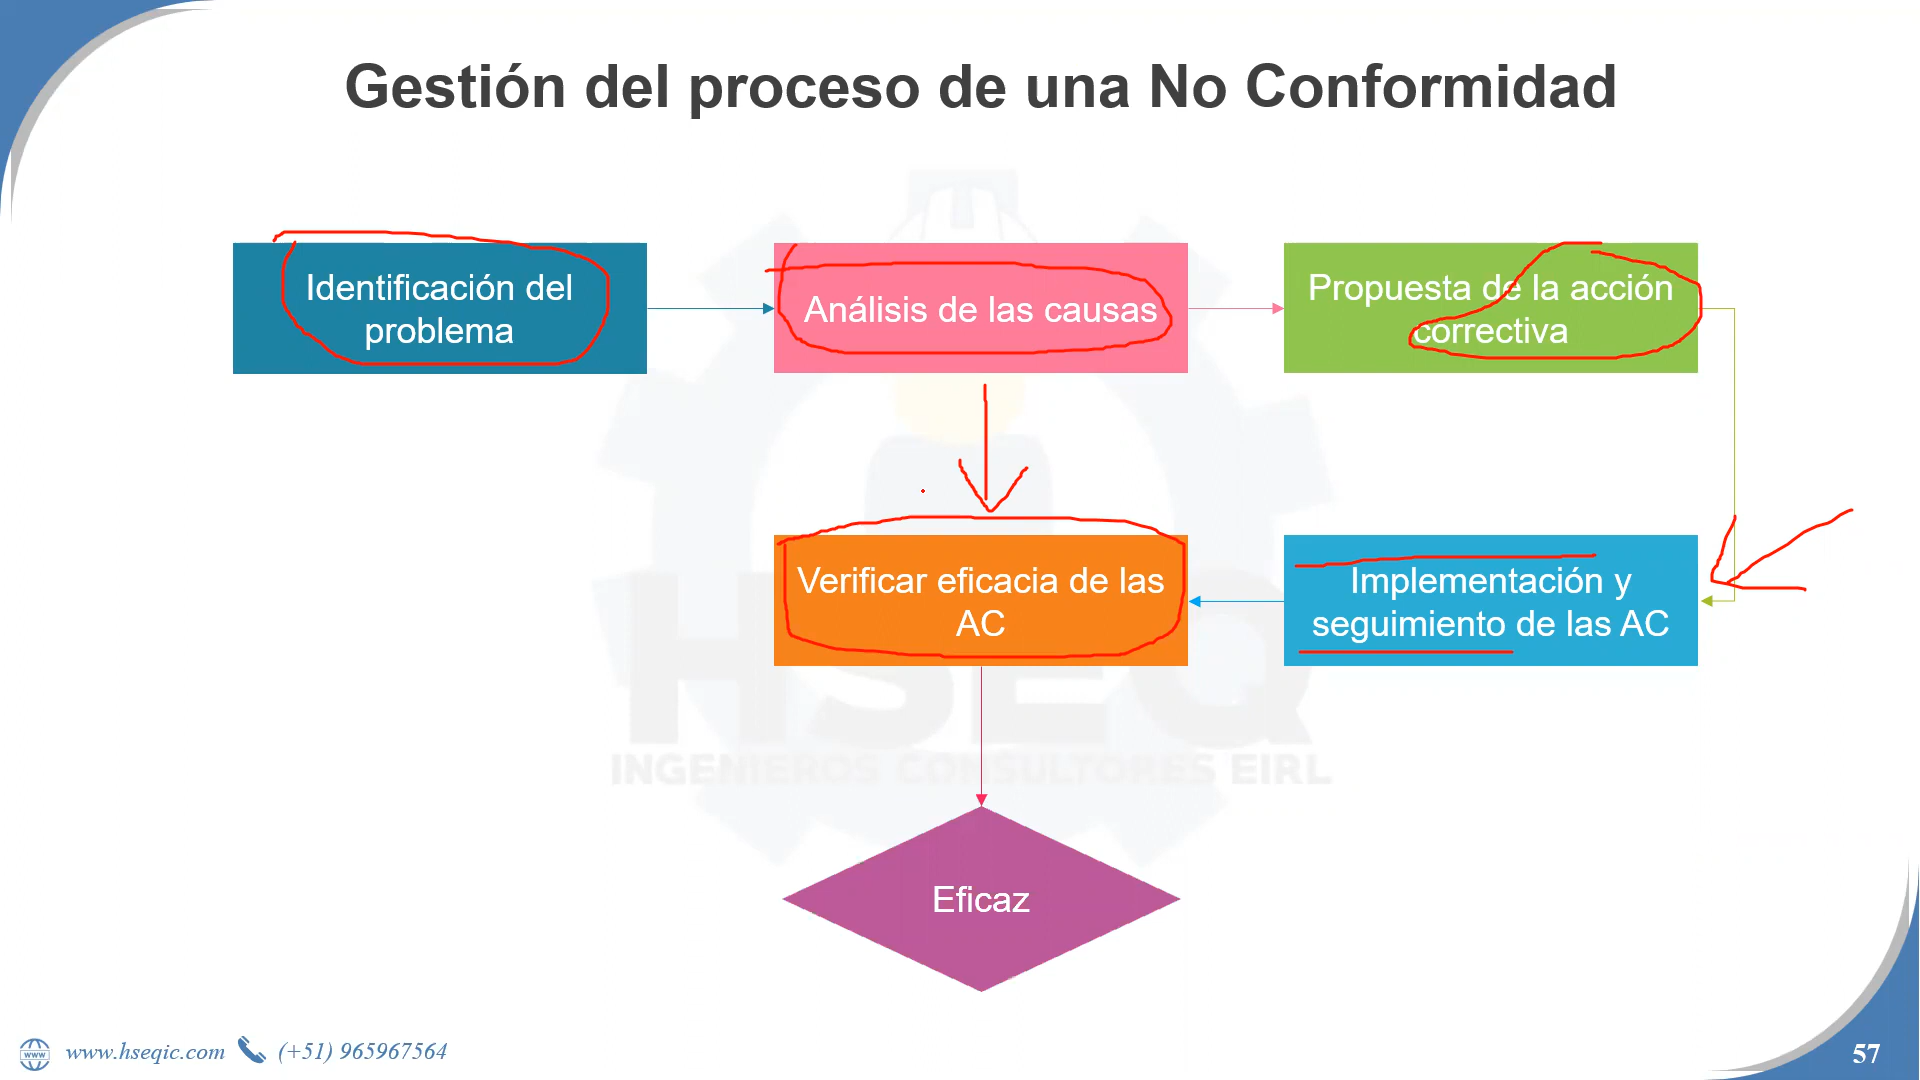 Gestión del proceso de una No Conformidad
Identificación del
problema
Análisis de las causas
Propuesta de la acción
correctiva
Verificar eficacia de las
AC
Implementación y
seguimiento de las AC
HSEQ
INGENIEROS CONSULTORES EIRL
Eficaz
www
www.hseqic.com
(+51) 965967564
57